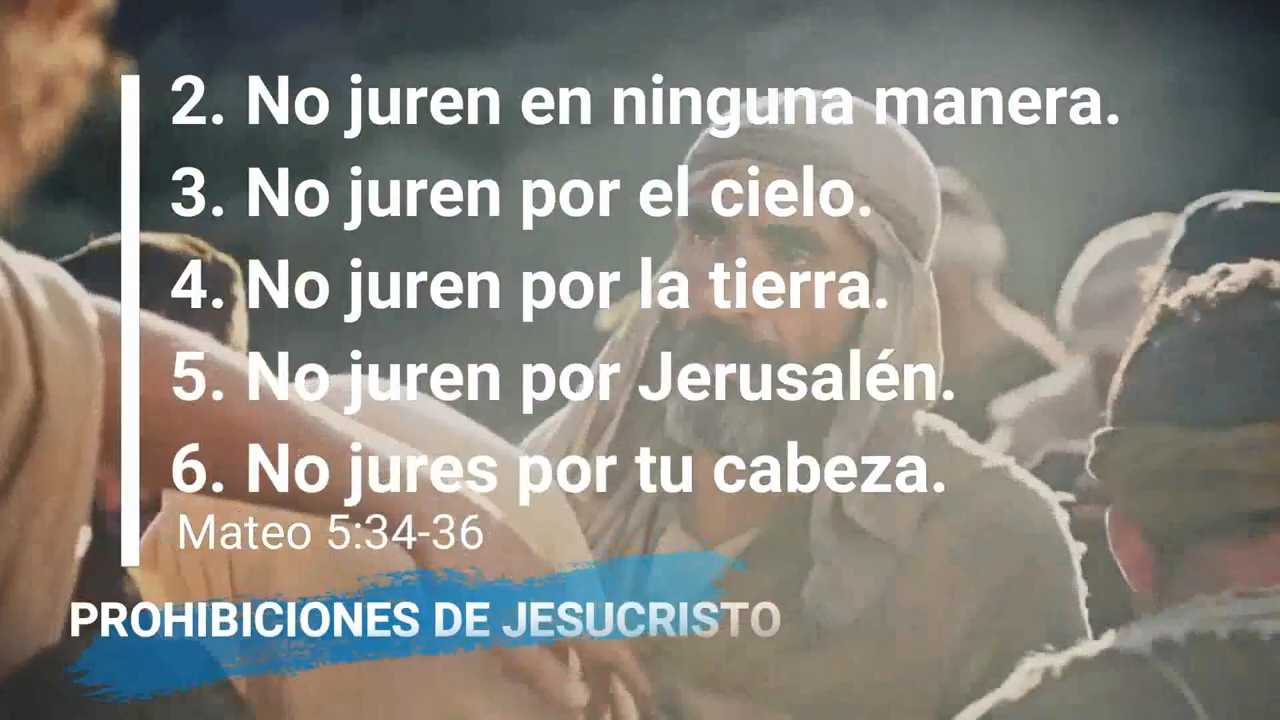 2. No juren en ninguna manera.
3. No juren por el cielo.
4. No juren por la tierra.
5. No juren por Jerusalén.
6. No jures por tu cabeza.
Mateo 5:34-36
PROHIBICIONES DE JESUCRISTO